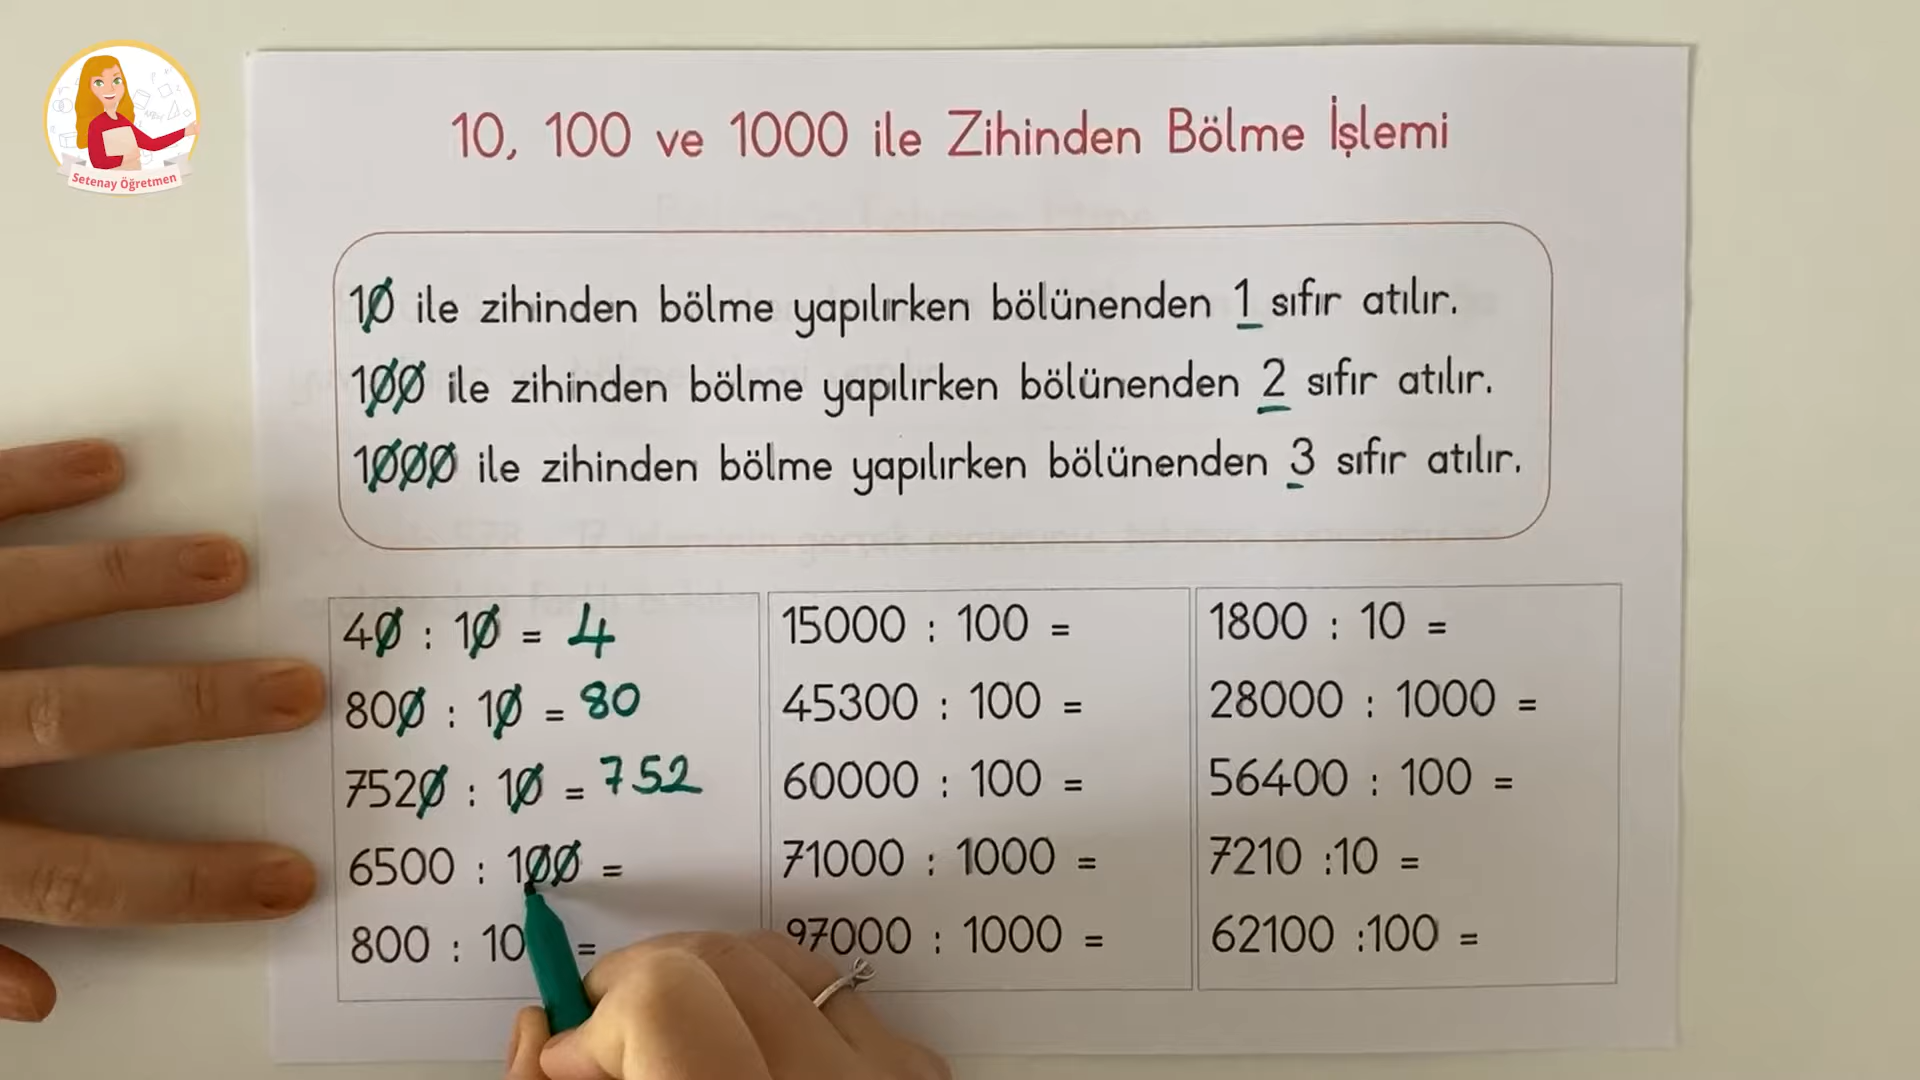 Setenay Öğretmen
10, 100 ve 1000 ile Zihinden Bölme İşlemi
10 ile zihinden bölme yapılırken bölünenden 1 sıfır atılır.
100 ile zihinden bölme yapılırken bölünenden 2 sıfır atılır.
1000 ile zihinden bölme yapılırken bölünenden 3 sıfır atılır.
40 : 10 = 4
800 : 10 = 80
7520 : 10 = 752
6500 : 100 =
800 : 10 =
15000 : 100 =
45300 : 100 =
60000 : 100 =
71000 : 1000 =
97000 : 1000 =
1800 : 10 =
28000 : 1000 =
56400 : 100 =
7210 :10 =
62100 :100 =